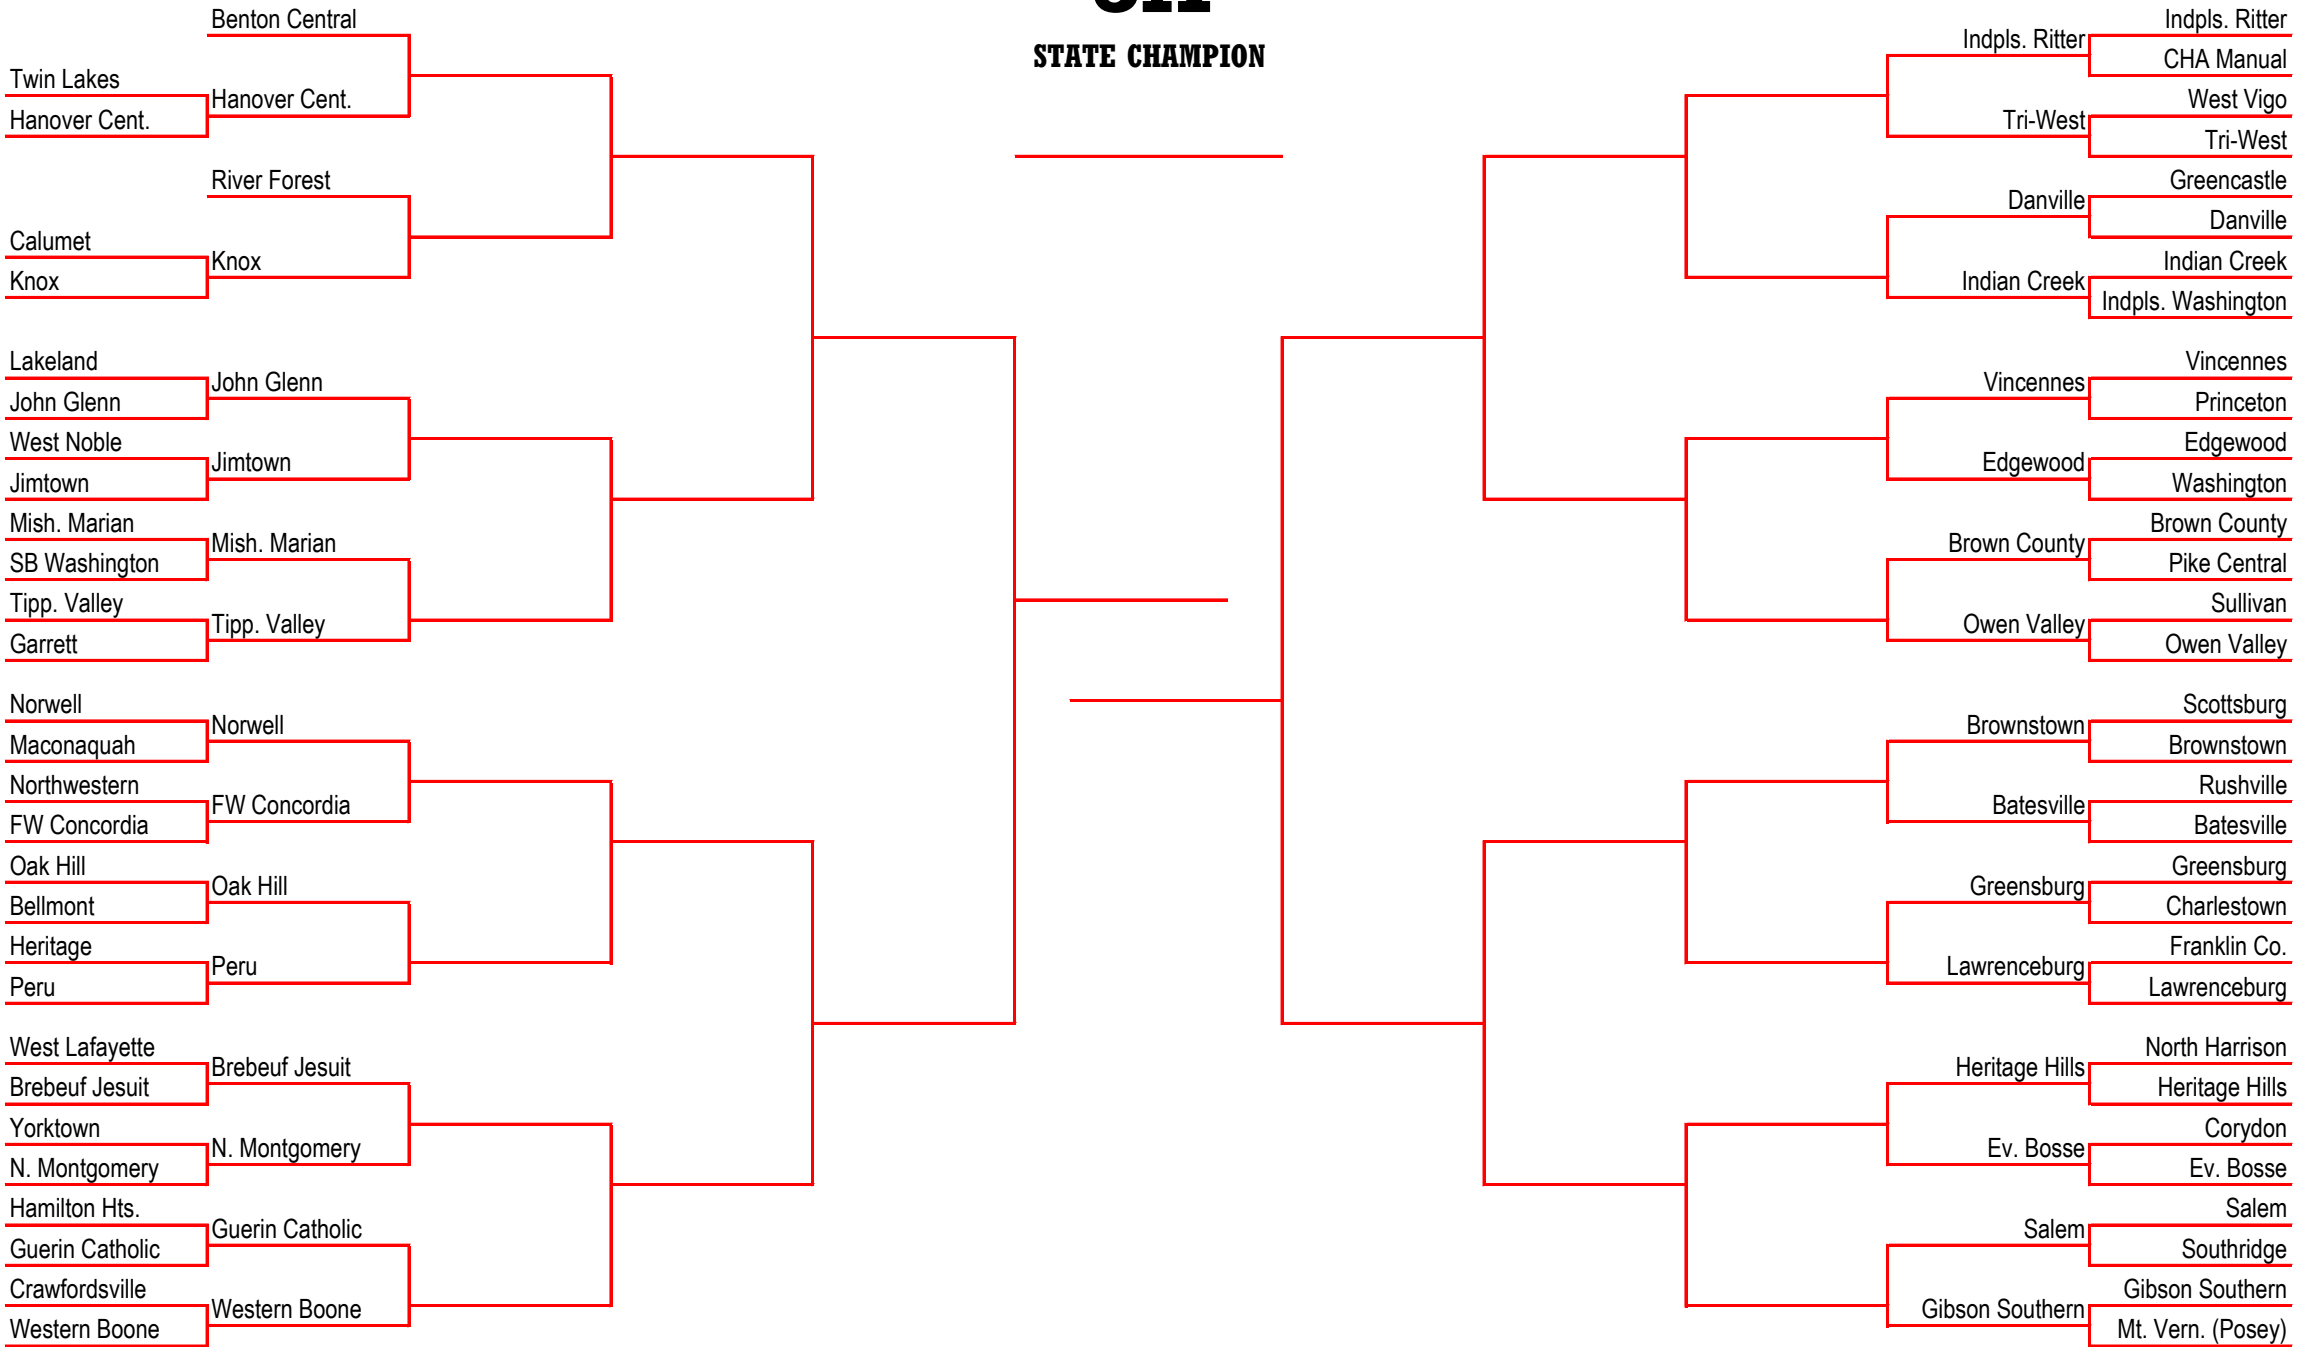 STATE CHAMPION
Benton Central
Twin Lakes
Hanover Cent.
Hanover Cent.
River Forest
Calumet
Knox
Knox
Lakeland
John Glenn
John Glenn
West Noble
Jimtown
Jimtown
Mish. Marian
Mish. Marian
SB Washington
Tipp. Valley
Tipp. Valley
Garrett
Norwell
Norwell
Maconaquah
Northwestern
FW Concordia
FW Concordia
Oak Hill
Oak Hill
Bellmont
Heritage
Peru
Peru
West Lafayette
Brebeuf Jesuit
Brebeuf Jesuit
Yorktown
N. Montgomery
N. Montgomery
Hamilton Hts.
Guerin Catholic
Guerin Catholic
Crawfordsville
Western Boone
Western Boone
Indpls. Ritter
Indpls. Ritter
CHA Manual
West Vigo
Tri-West
Tri-West
Greencastle
Danville
Danville
Indian Creek
Indian Creek
Indpls. Washington
Vincennes
Vincennes
Princeton
Edgewood
Edgewood
Washington
Brown County
Brown County
Pike Central
Sullivan
Owen Valley
Owen Valley
Scottsburg
Brownstown
Brownstown
Rushville
Batesville
Batesville
Greensburg
Greensburg
Charlestown
Franklin Co.
Lawrenceburg
Lawrenceburg
North Harrison
Heritage Hills
Heritage Hills
Corydon
Ev. Bosse
Ev. Bosse
Salem
Salem
Southridge
Gibson Southern
Gibson Southern
Mt. Vern. (Posey)